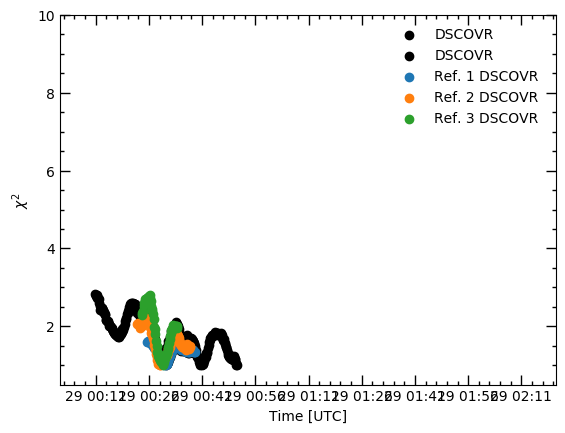 DSCOVR
DSCOVR
Ref. 1 DSCOVR
Ref. 2 DSCOVR
Ref. 3 DSCOVR
10
8
6
4
2
χ²
29 00:11 29 00:26 29 00:41 29 00:56 29 01:11 29 01:26 29 01:41 29 01:56 29 02:11
Time [UTC]